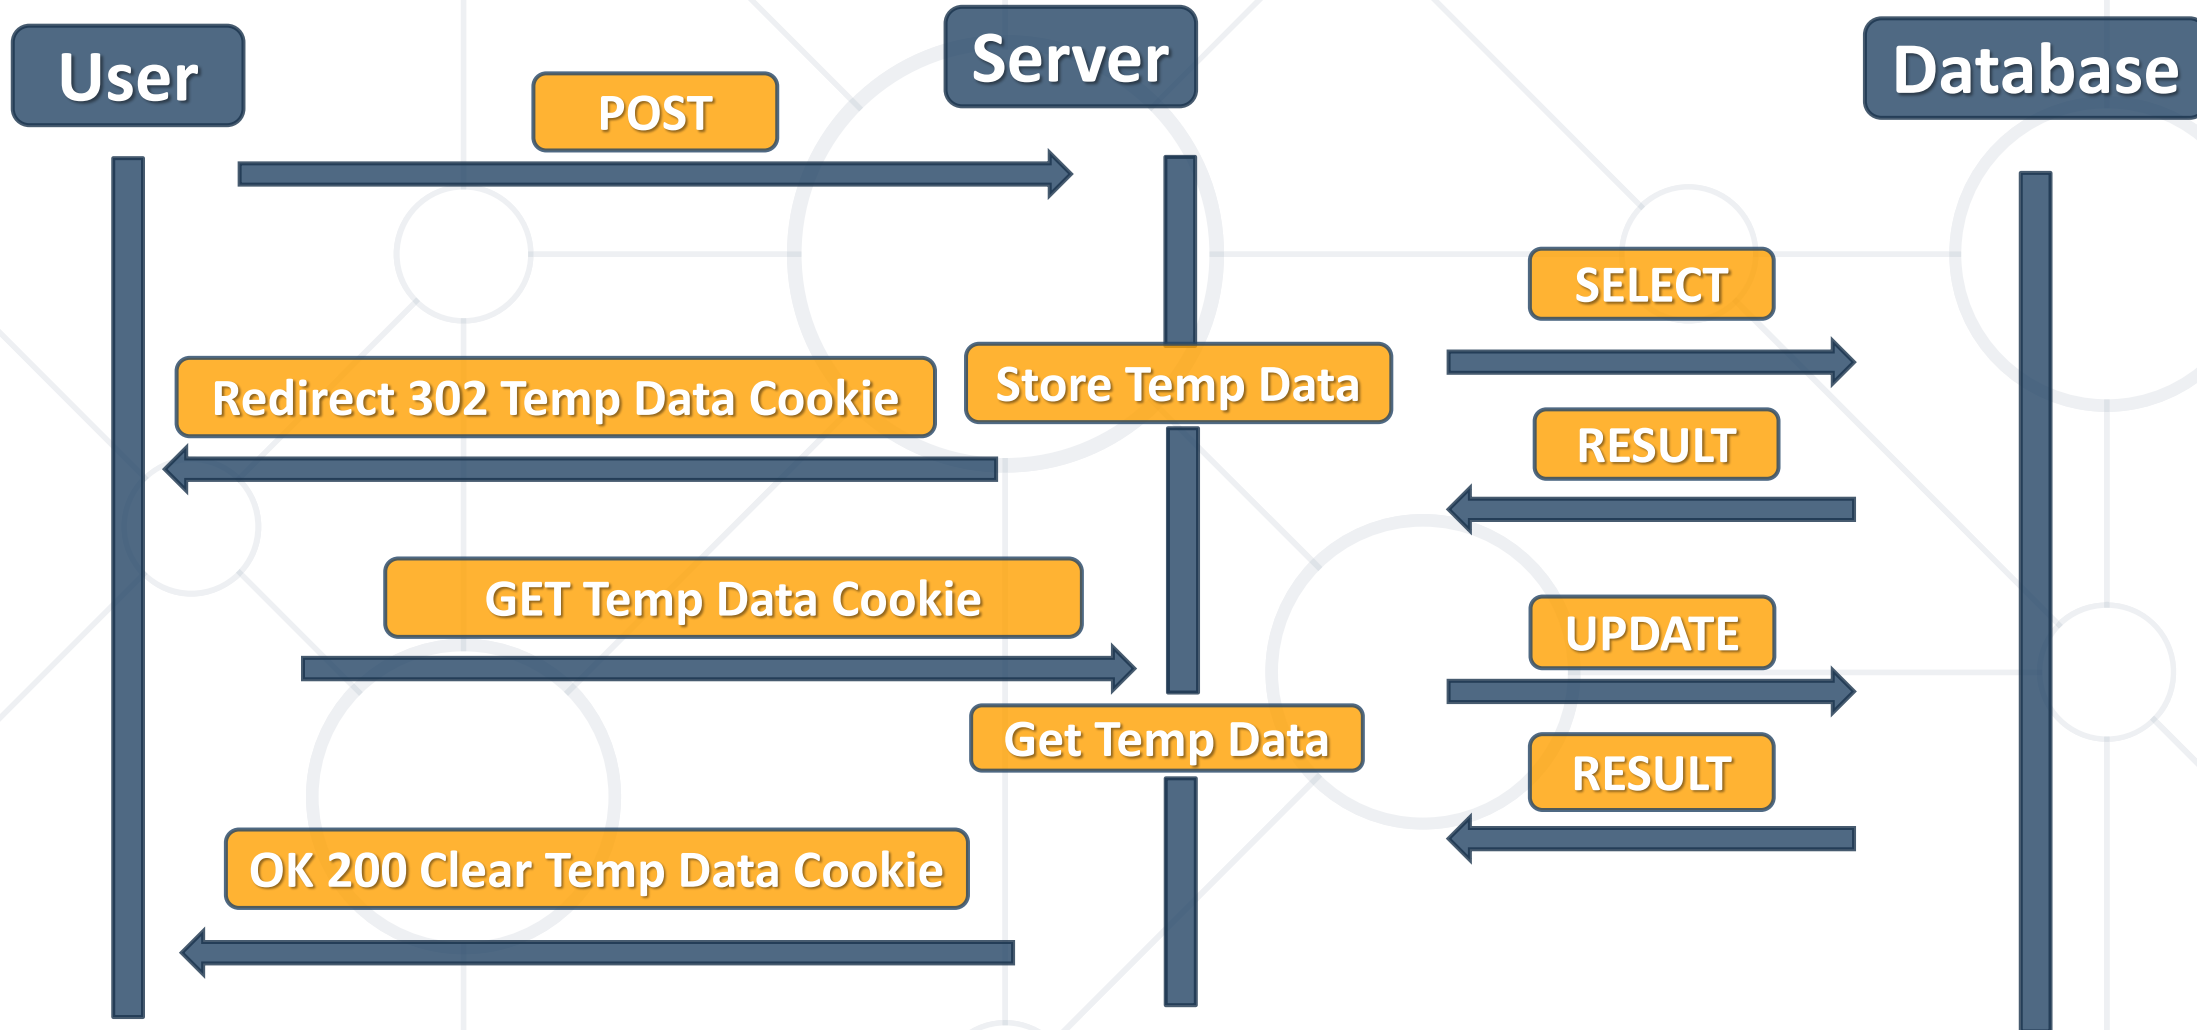 User
Server
Database
POST
SELECT
Store Temp Data
Redirect 302 Temp Data Cookie
RESULT
GET Temp Data Cookie
UPDATE
Get Temp Data
RESULT
OK 200 Clear Temp Data Cookie